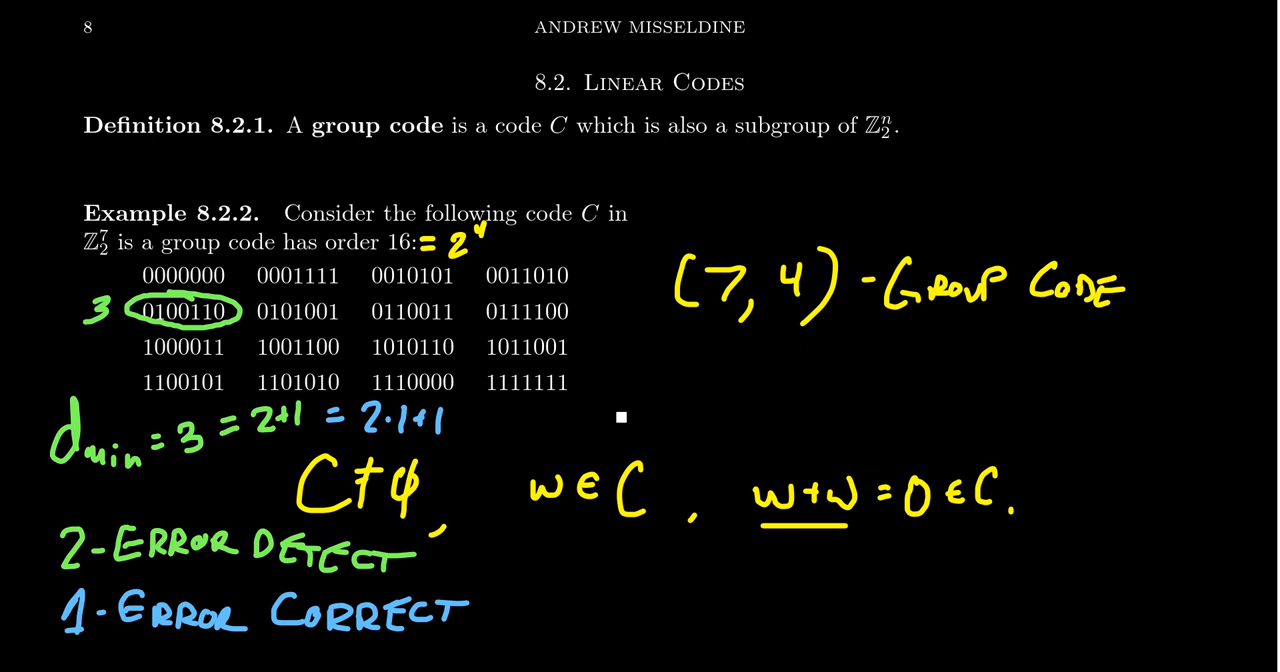 8 ANDREW MISSELDINE
8.2. LINEAR CODES
Definition 8.2.1. A group code is a code C which is also a subgroup of ℤ₂ⁿ.
Example 8.2.2. Consider the following code C in
ℤ₂⁷ is a group code has order 16: = 2⁴
0000000 0001111 0010101 0011010
3 0100110 0101001 0110011 0111100
1000011 1001100 1010110 1011001
1100101 1101010 1110000 1111111
(7, 4) - GROUP CODE
dmin = 3 = 2+1 = 2·1+1
C ≠ ϕ, w ∈ C, w+w = 0 ∈ C.
2-ERROR DETECT
1-ERROR CORRECT